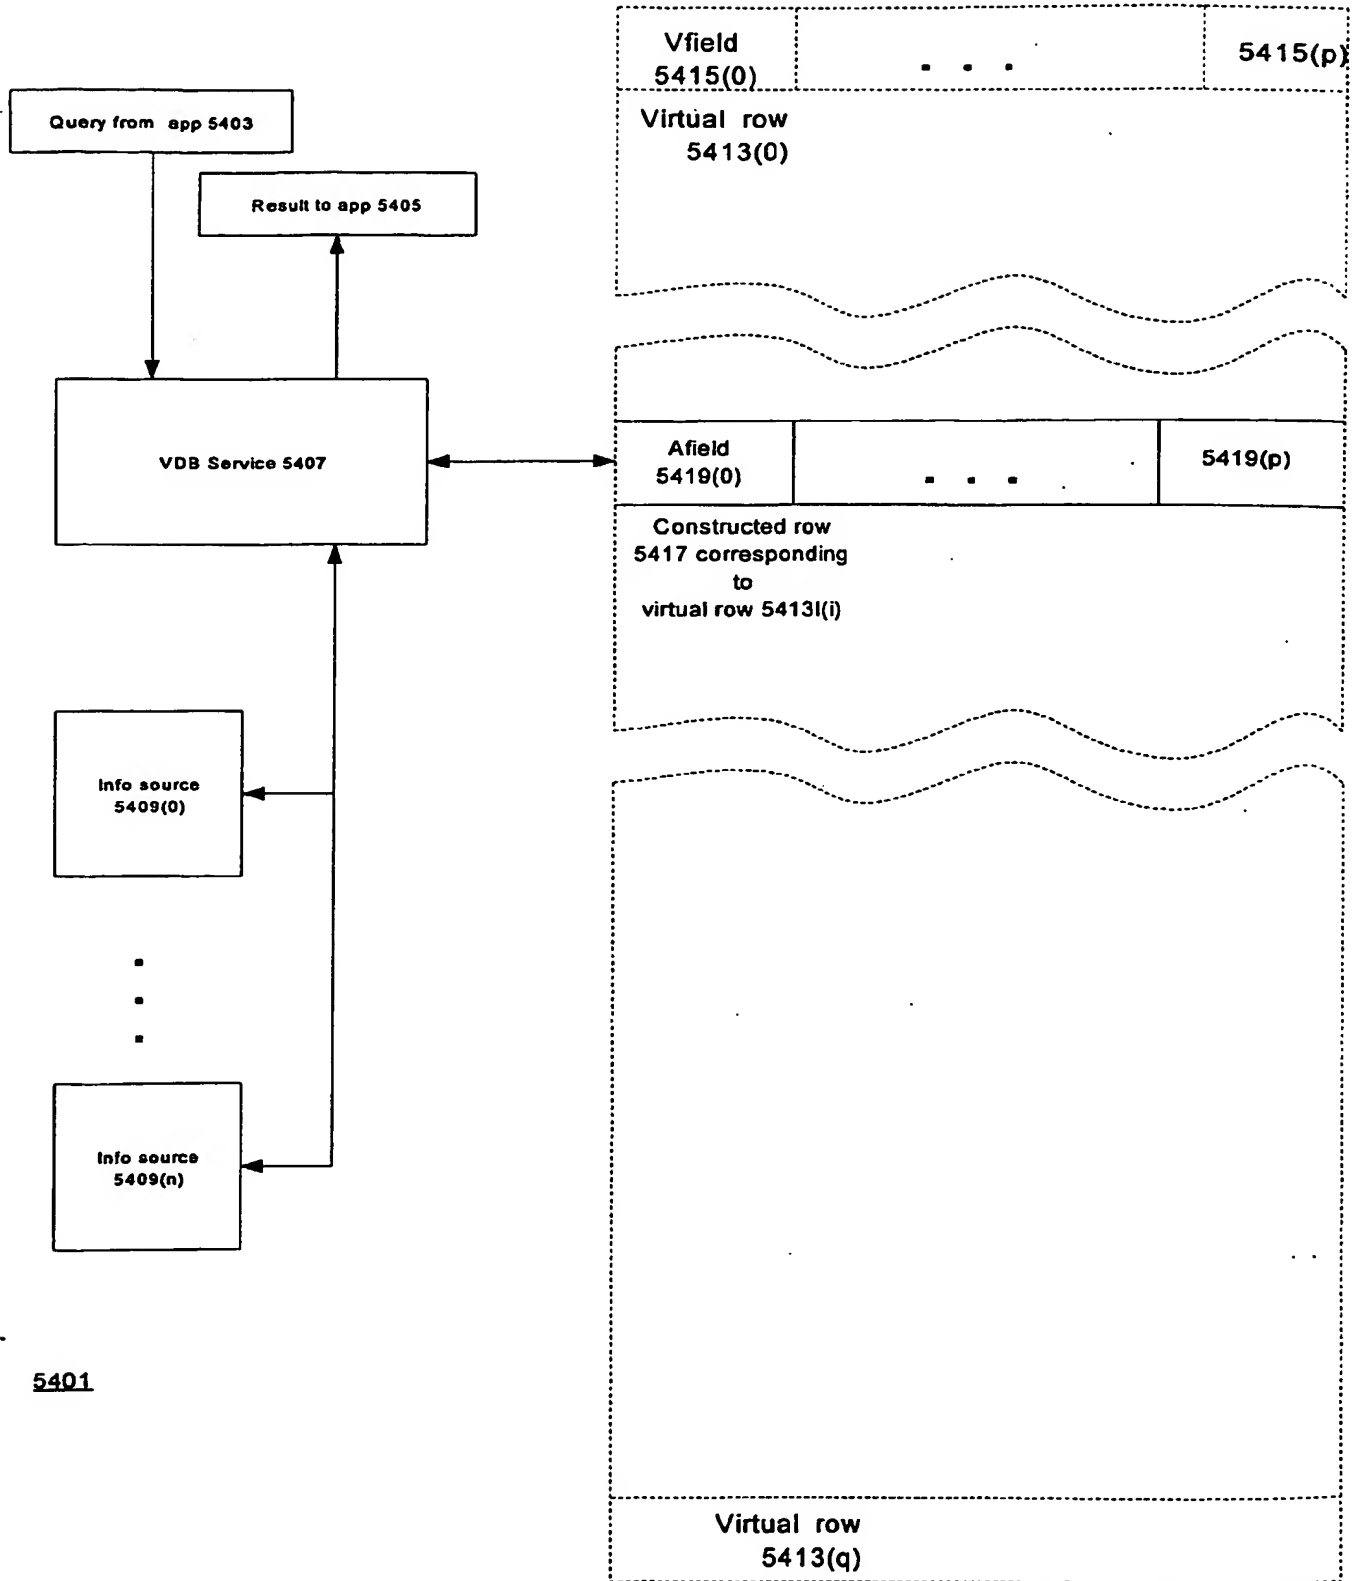 Query from app 5403
Result to app 5405
VDB Service 5407
Info source
5409(0)
Info source
5409(n)
5401
Vfield
5415(0)
. . .
5415(p)
Virtual row
5413(0)
Afield
5419(0)
. . .
5419(p)
Constructed row
5417 corresponding
to
virtual row 5413l(i)
Virtual row
5413(q)